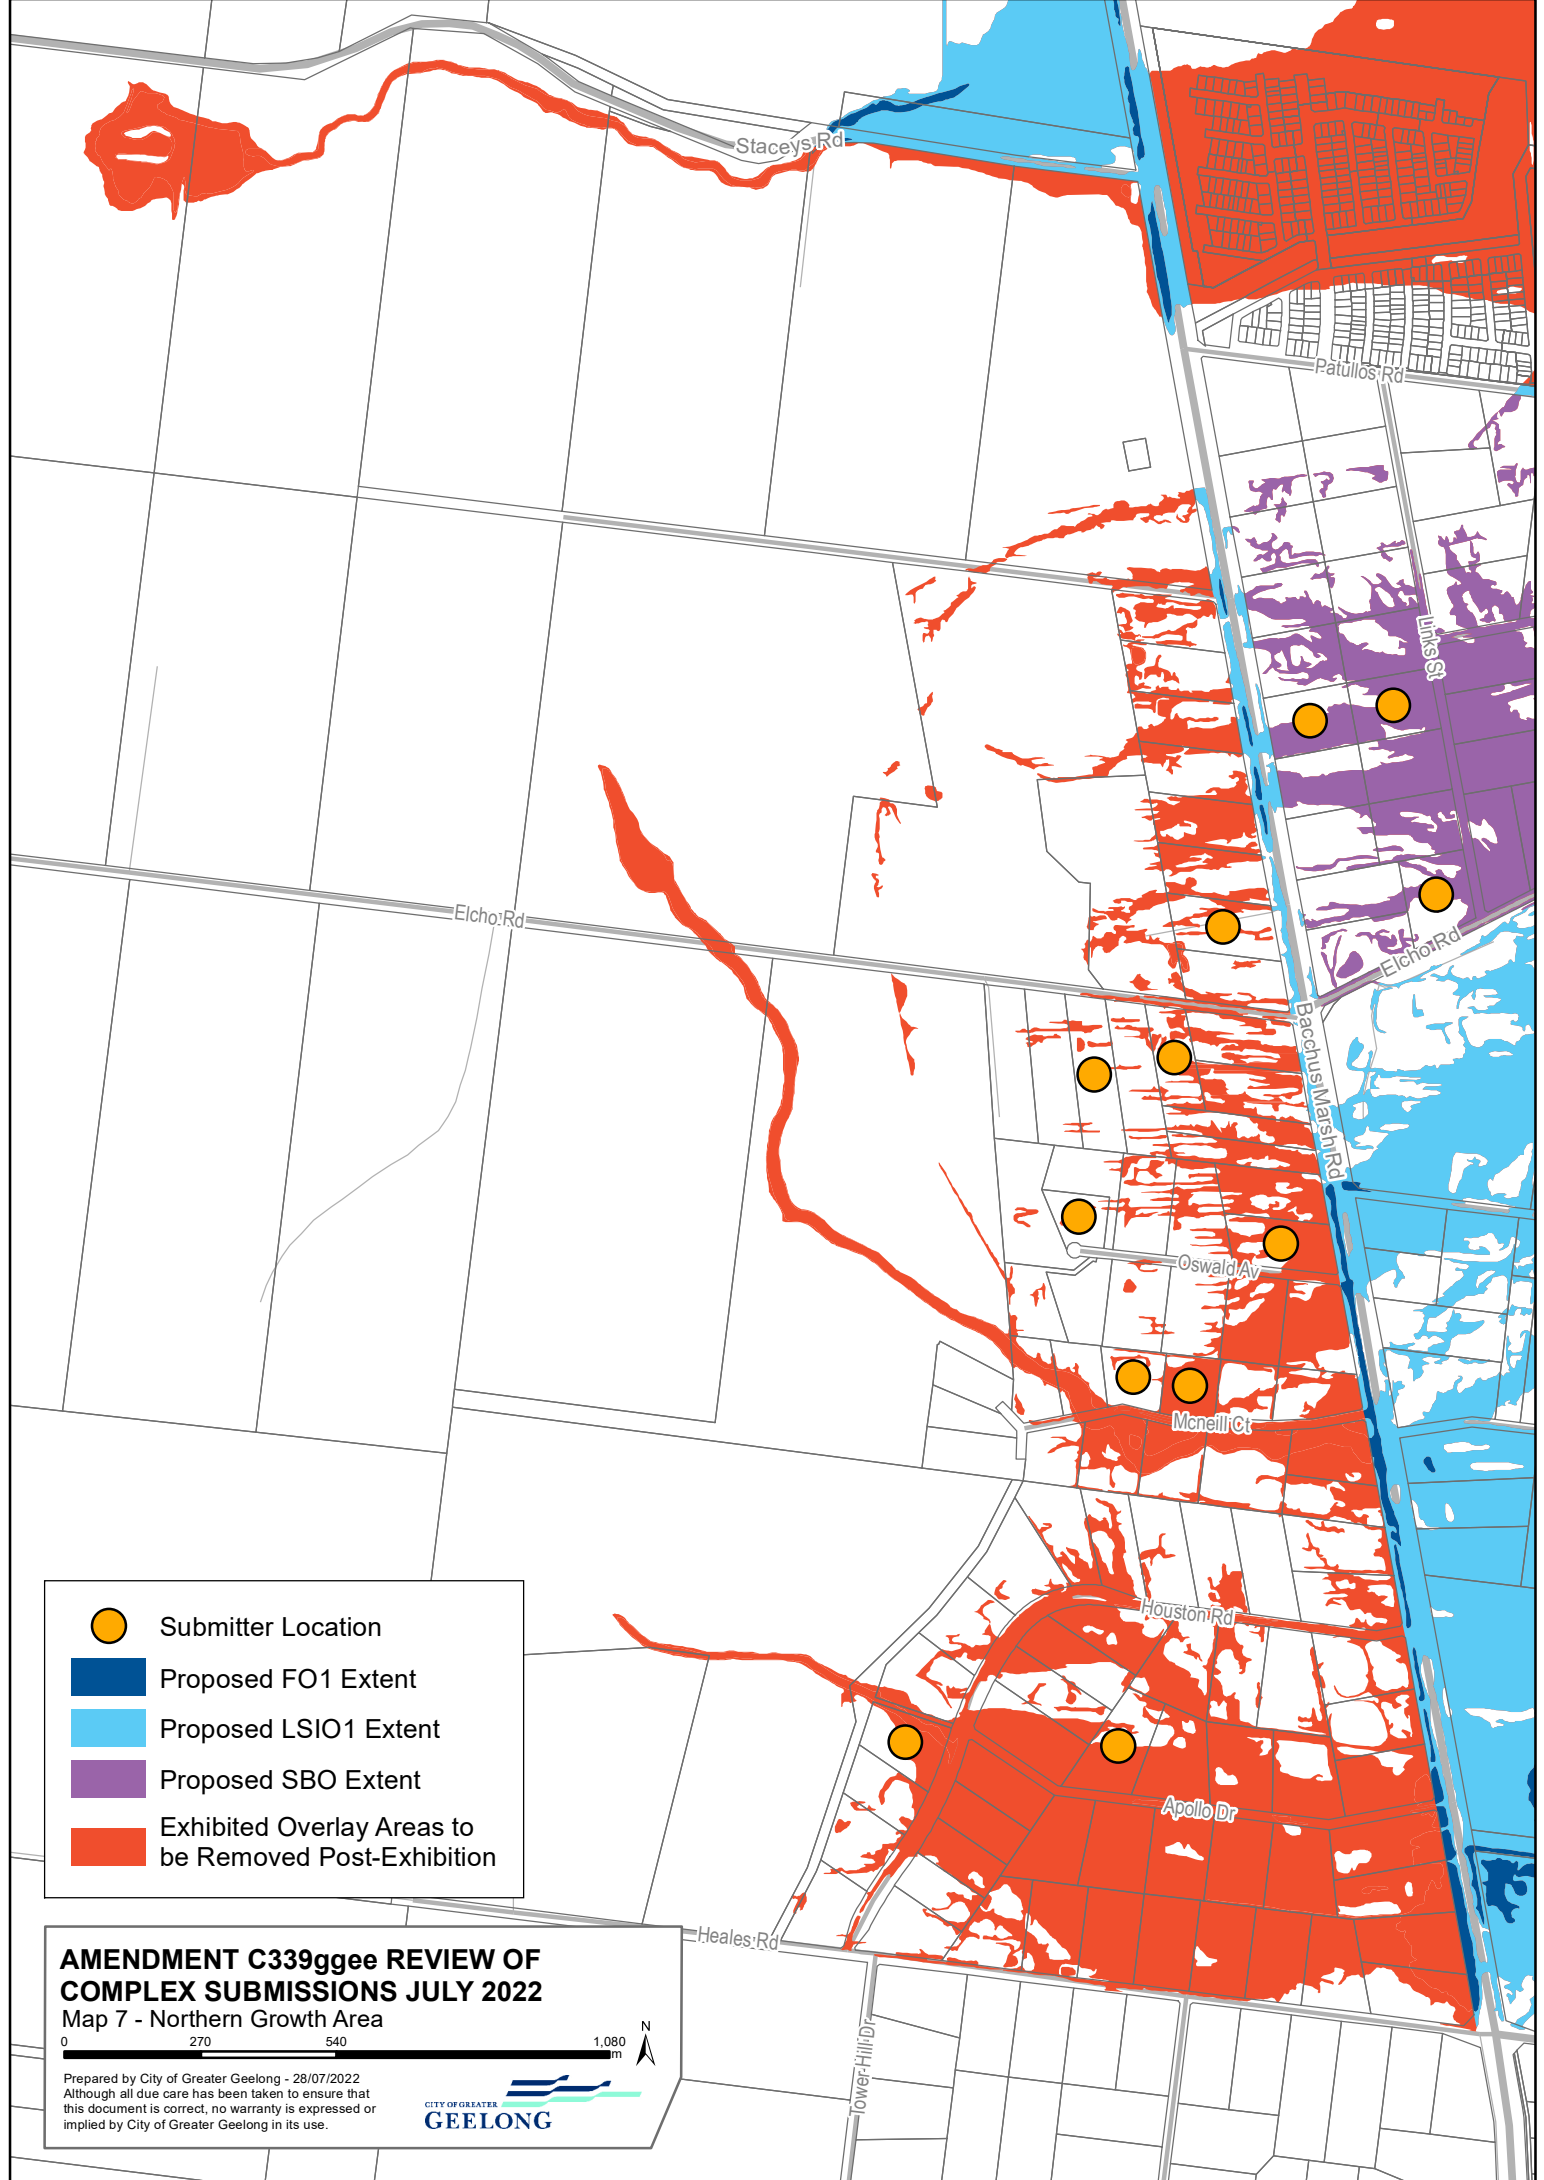 Staceys Rd
Patullos Rd
Links St
Elcho Rd
Elcho Rd
Bacchus Marsh Rd
Oswald Av
Mcneill Ct
Houston Rd
Apollo Dr
Heales Rd
Tower Hill Dr
Submitter Location
Proposed FO1 Extent
Proposed LSIO1 Extent
Proposed SBO Extent
Exhibited Overlay Areas to
be Removed Post-Exhibition
AMENDMENT C339ggee REVIEW OF
COMPLEX SUBMISSIONS JULY 2022
Map 7 - Northern Growth Area
0 270 540 1,080
m
N
Prepared by City of Greater Geelong - 28/07/2022
Although all due care has been taken to ensure that
this document is correct, no warranty is expressed or
implied by City of Greater Geelong in its use.
CITY OF GREATER
GEELONG